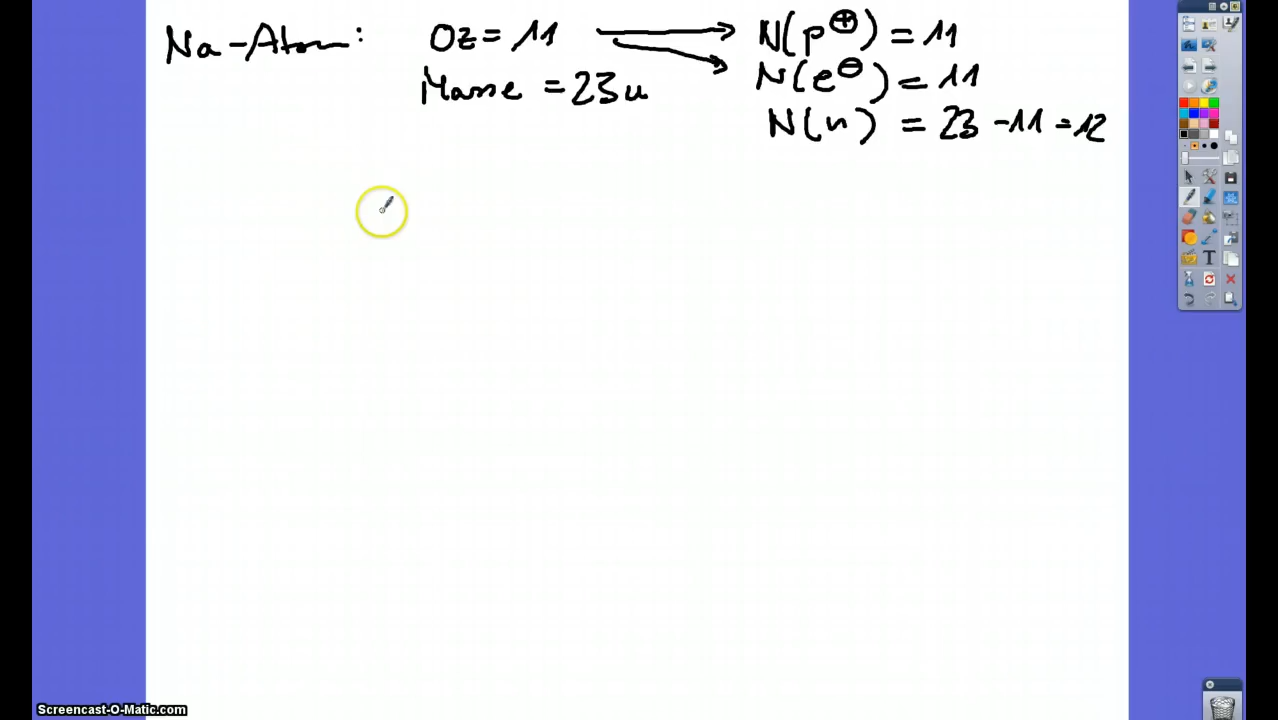 Na-Atom: Oz = 11 → N(p⊕) = 11
→ N(e⊖) = 11
Masse = 23u
N(n) = 23 - 11 = 12
SCREENCAST-O-MATIC.com